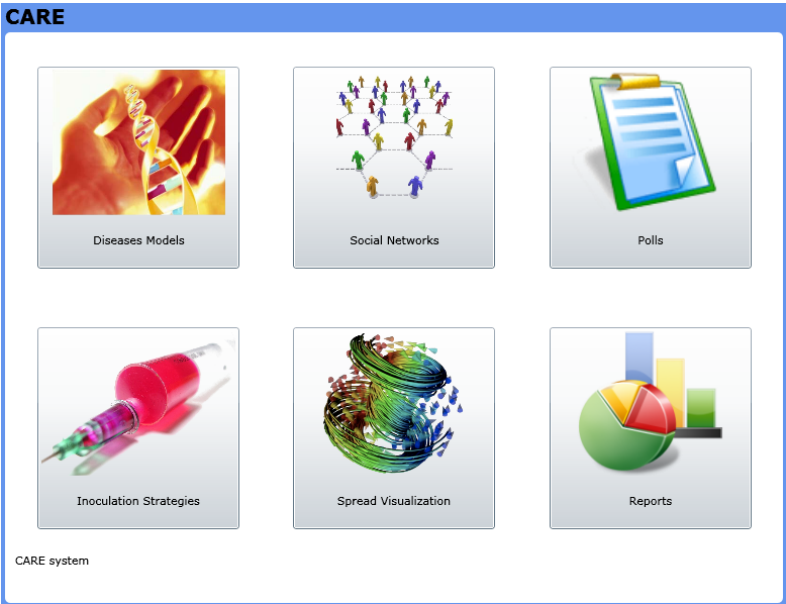 CARE
Diseases Models
Social Networks
Polls
Inoculation Strategies
Spread Visualization
Reports
CARE system